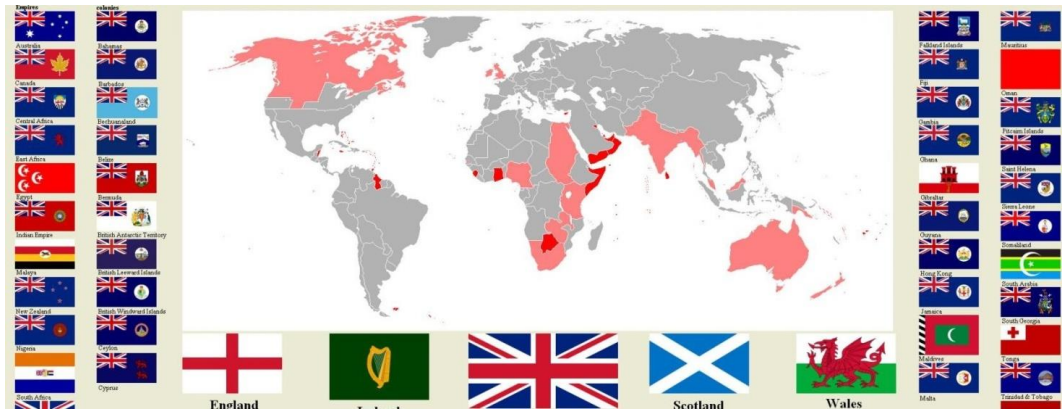 Empires
Australia
Canada
Central Africa
East Africa
Egypt
Indian Empire
Malaya
New Zealand
Nigeria
South Africa
colanies
Bahamas
Barbados
Bechuanaland
Belize
Bermuda
British Antarctic Territory
British Leeward Islands
British Windward Islands
Ceylon
Cyprus
England
Scotland
Wales
Falkland Islands
Fiji
Gambia
Ghana
Gibraltar
Guyana
Hong Kong
Jamaica
Maldives
Malta
Mauritius
Oman
Pitcairn Islands
Saint Helena
Sierra Leone
Somaliland
South Arabia
South Georgia
Tonga
Trinidad & Tobago